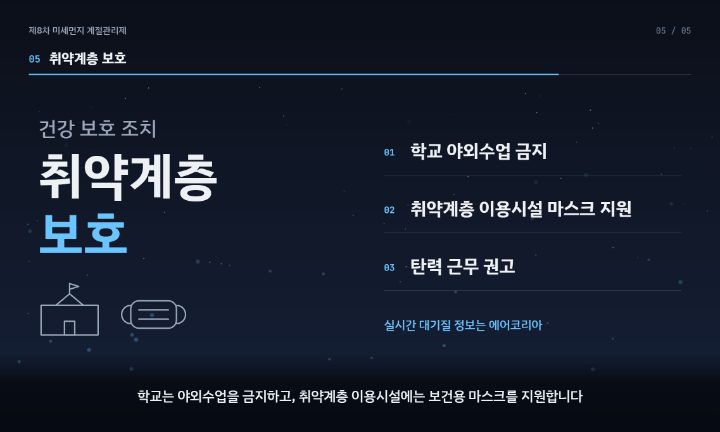 제8차 미세먼지 계절관리제
05 / 05
05 취약계층 보호
건강 보호 조치
취약계층
보호
01 학교 야외수업 금지
02 취약계층 이용시설 마스크 지원
03 탄력 근무 권고
실시간 대기질 정보는 에어코리아
학교는 야외수업을 금지하고, 취약계층 이용시설에는 보건용 마스크를 지원합니다